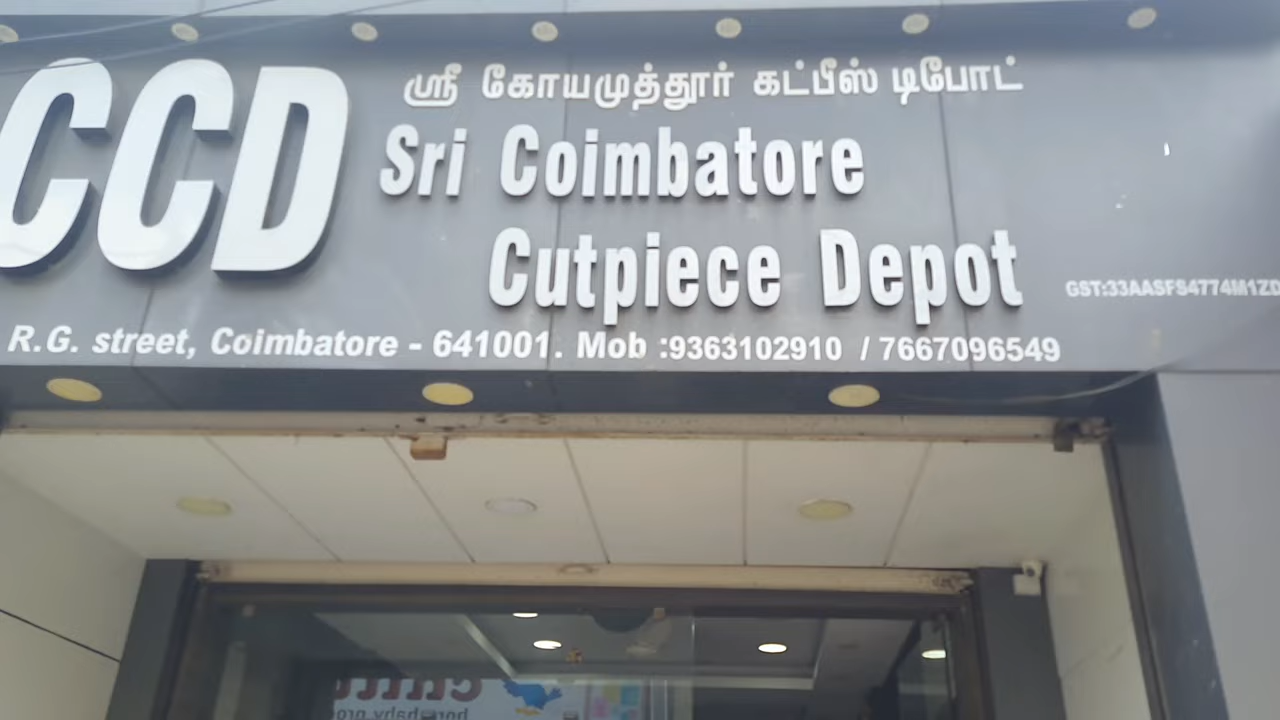 CCD
ஸ்ரீ கோயமுத்தூர் கட்பீஸ் டிபோட்
Sri Coimbatore
Cutpiece Depot
GST:33AASFS4774M1ZD
R.G. street, Coimbatore - 641001. Mob :9363102910 / 7667096549